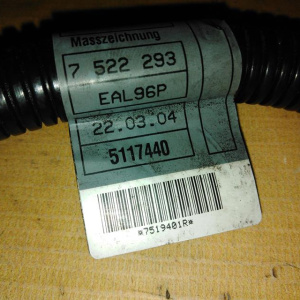 Masszeichnung
7 522 293
EAL96P
22.03.04
5117440
*7519401R*